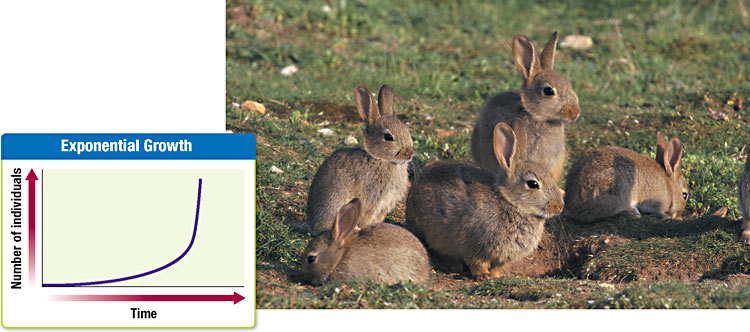 Exponential Growth
Number of individuals
Time